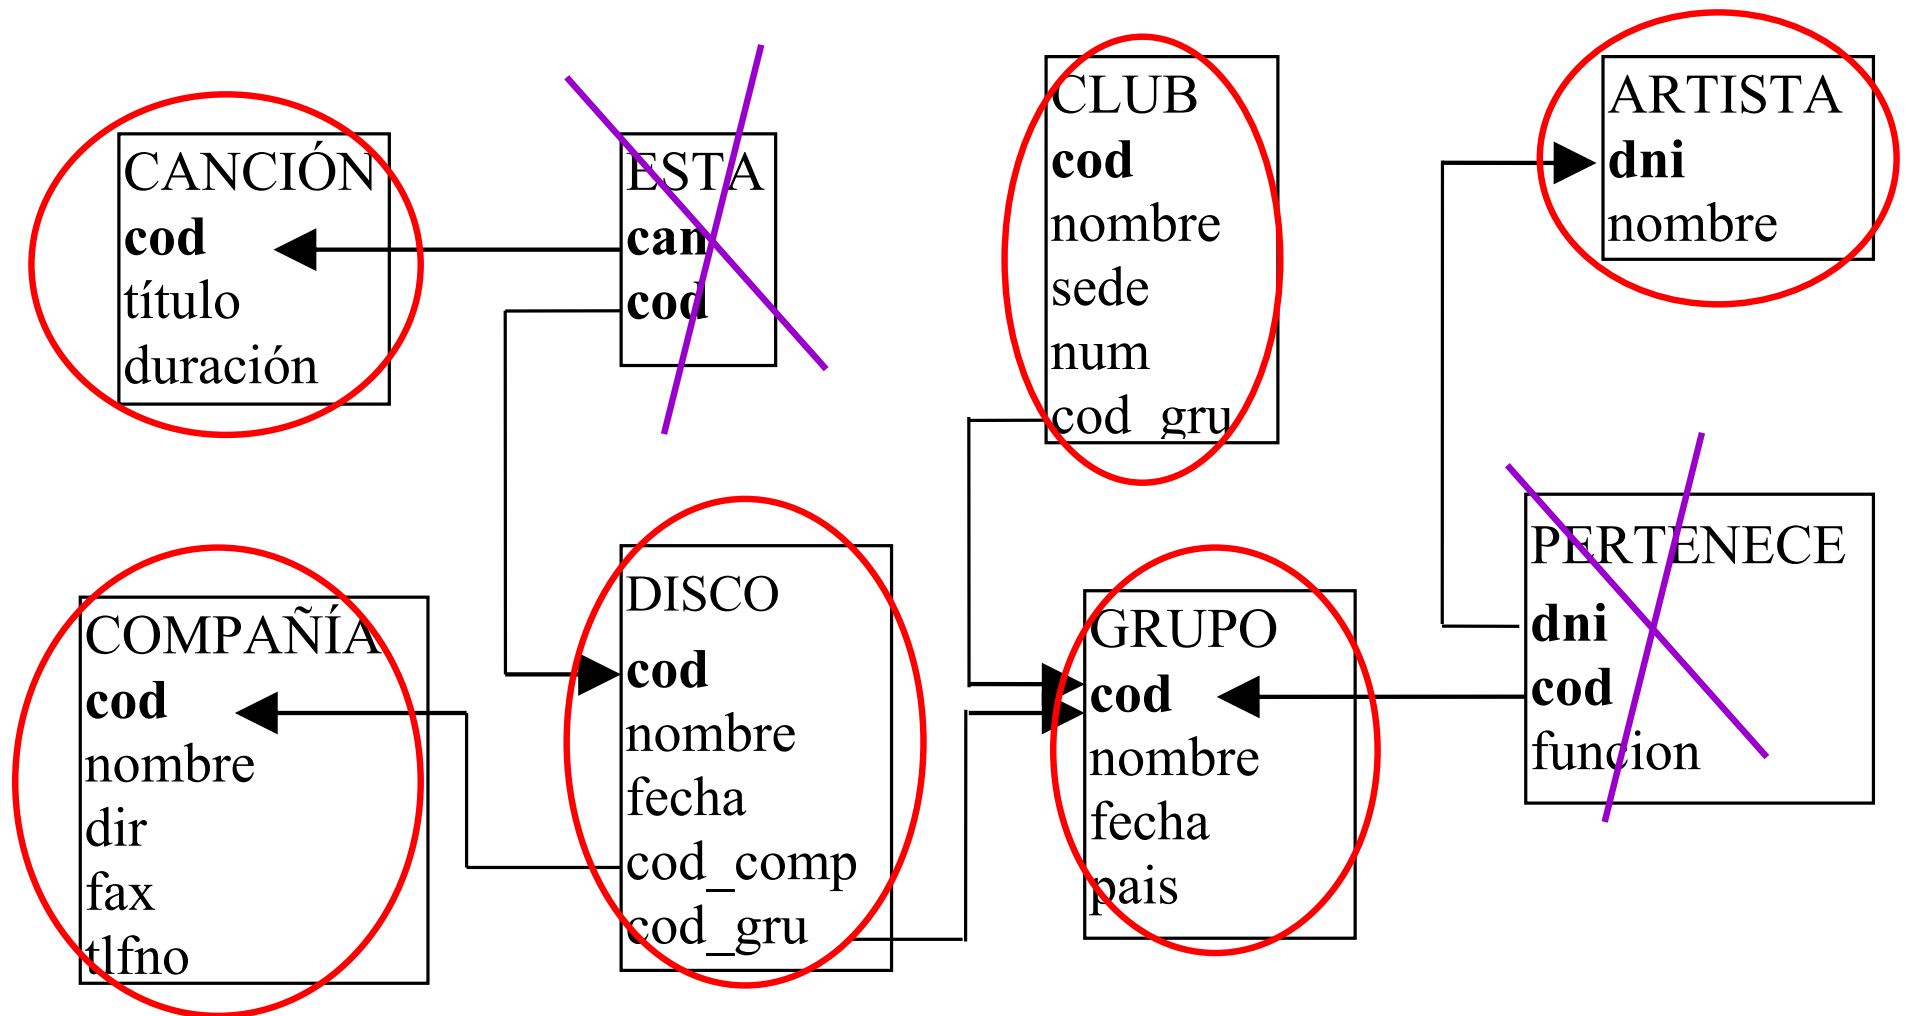 CANCIÓN
cod
título
duración
ESTA
can
cod
CLUB
cod
nombre
sede
num
cod_gru
ARTISTA
dni
nombre
COMPAÑÍA
cod
nombre
dir
fax
tlfno
DISCO
cod
nombre
fecha
cod_comp
cod_gru
GRUPO
cod
nombre
fecha
pais
PERTENECE
dni
cod
funcion